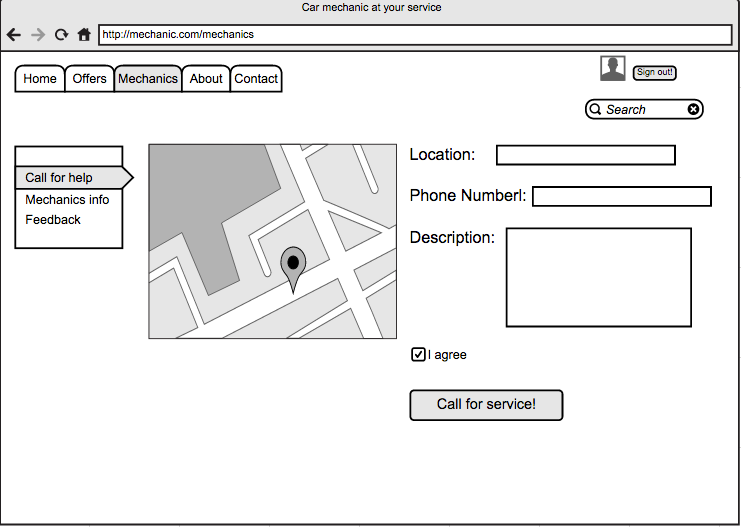 Car mechanic at your service
http://mechanic.com/mechanics
Home Offers Mechanics About Contact
Sign out!
Search
Call for help
Mechanics info
Feedback
Location:
Phone Numberl:
Description:
I agree
Call for service!